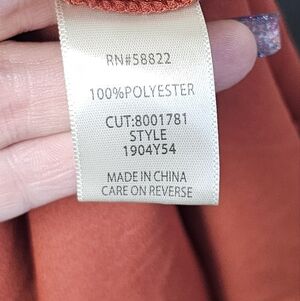 RN#58822
100%POLYESTER
CUT:8001781
STYLE
1904Y54
MADE IN CHINA
CARE ON REVERSE